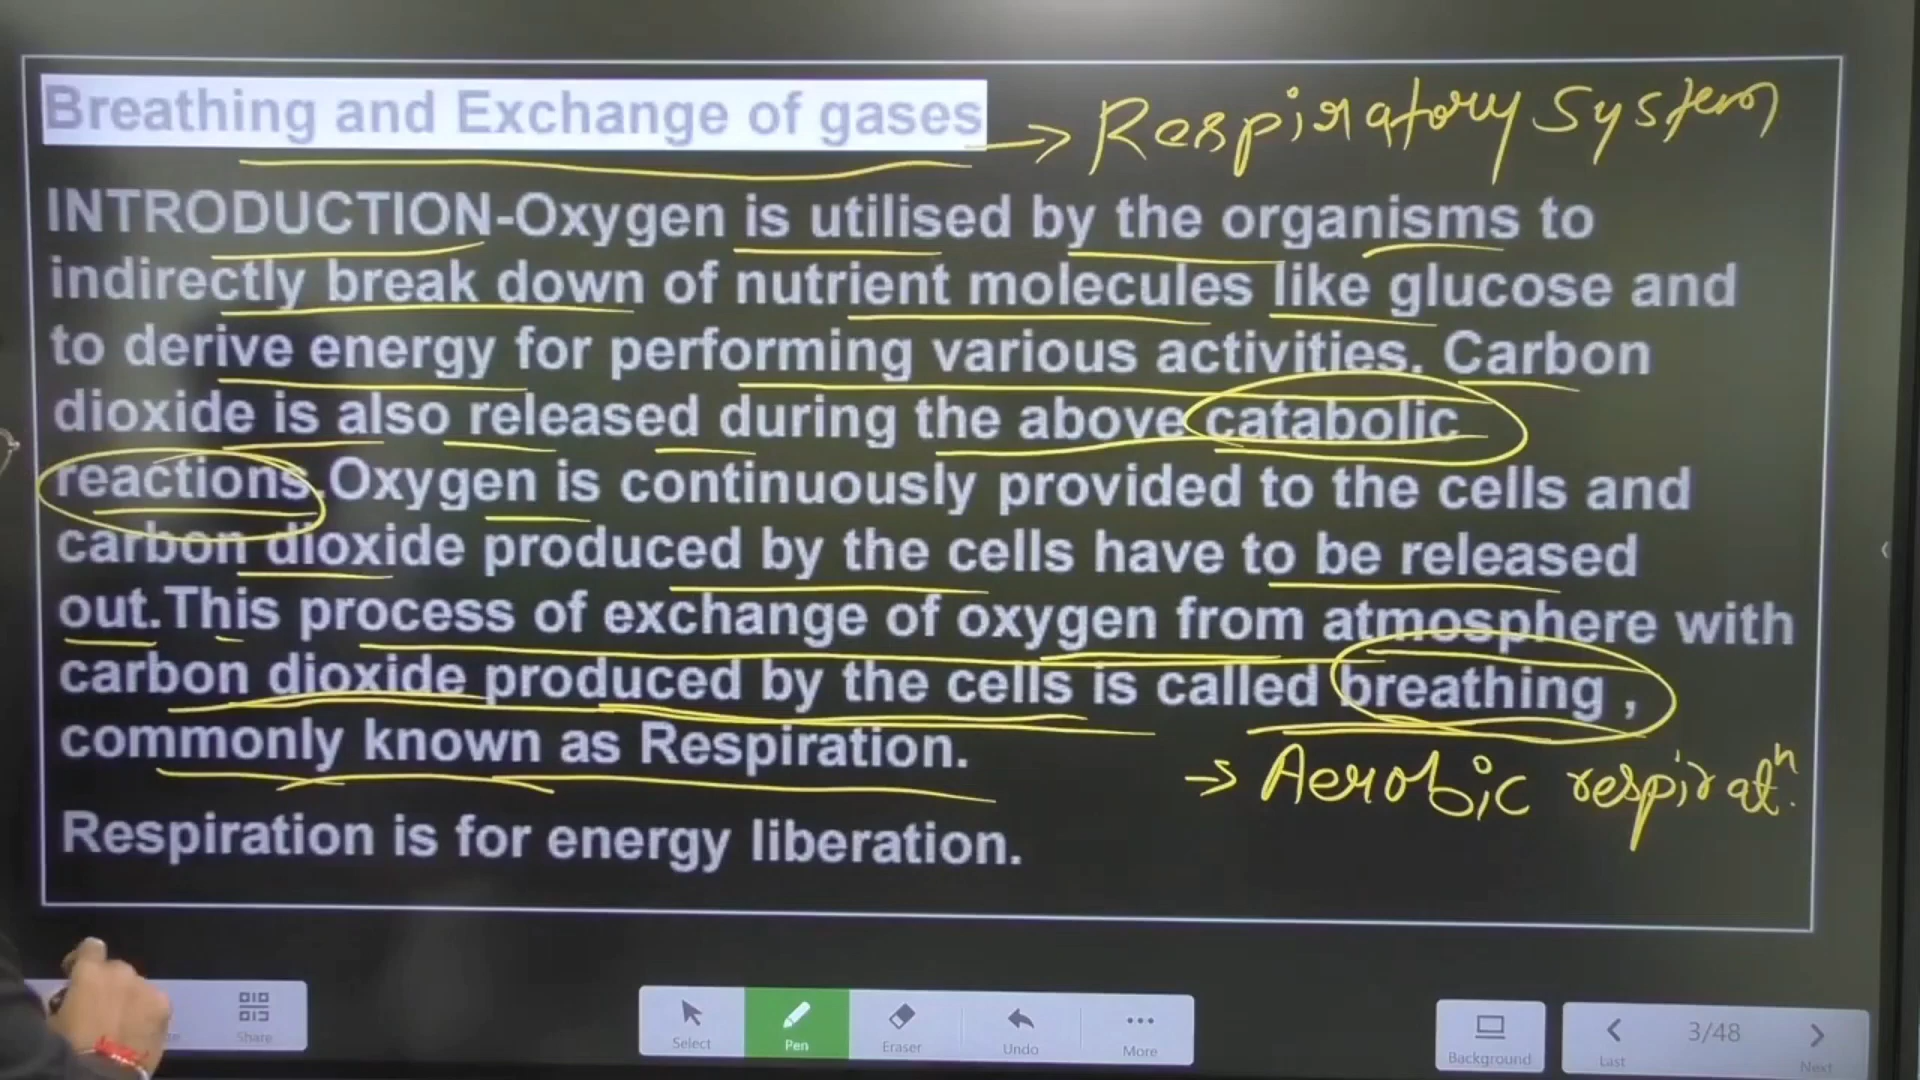 Breathing and Exchange of gases → Respiratory System
INTRODUCTION-Oxygen is utilised by the organisms to
indirectly break down of nutrient molecules like glucose and
to derive energy for performing various activities. Carbon
dioxide is also released during the above catabolic
reactions.Oxygen is continuously provided to the cells and
carbon dioxide produced by the cells have to be released
out.This process of exchange of oxygen from atmosphere with
carbon dioxide produced by the cells is called breathing ,
commonly known as Respiration.
→ Aerobic respiratⁿ.
Respiration is for energy liberation.
Share
Select
Pen
Eraser
Undo
More
Background
Last
3/48
Next